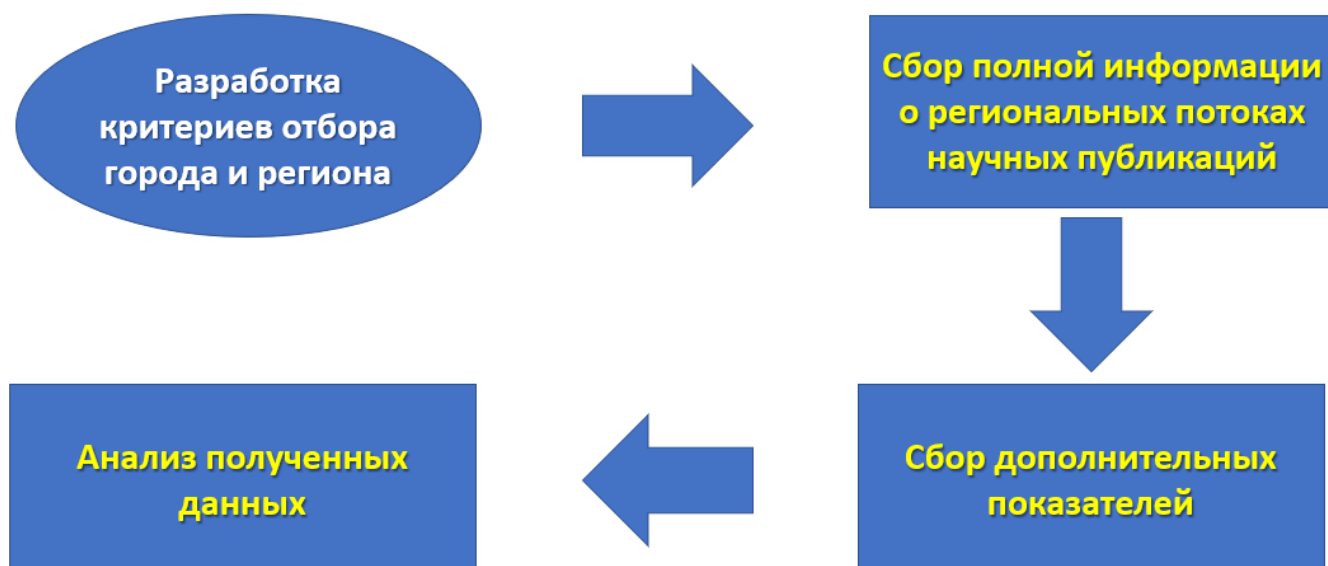 Разработка
критериев отбора
города и региона
Сбор полной информации
о региональных потоках
научных публикаций
Сбор дополнительных
показателей
Анализ полученных
данных